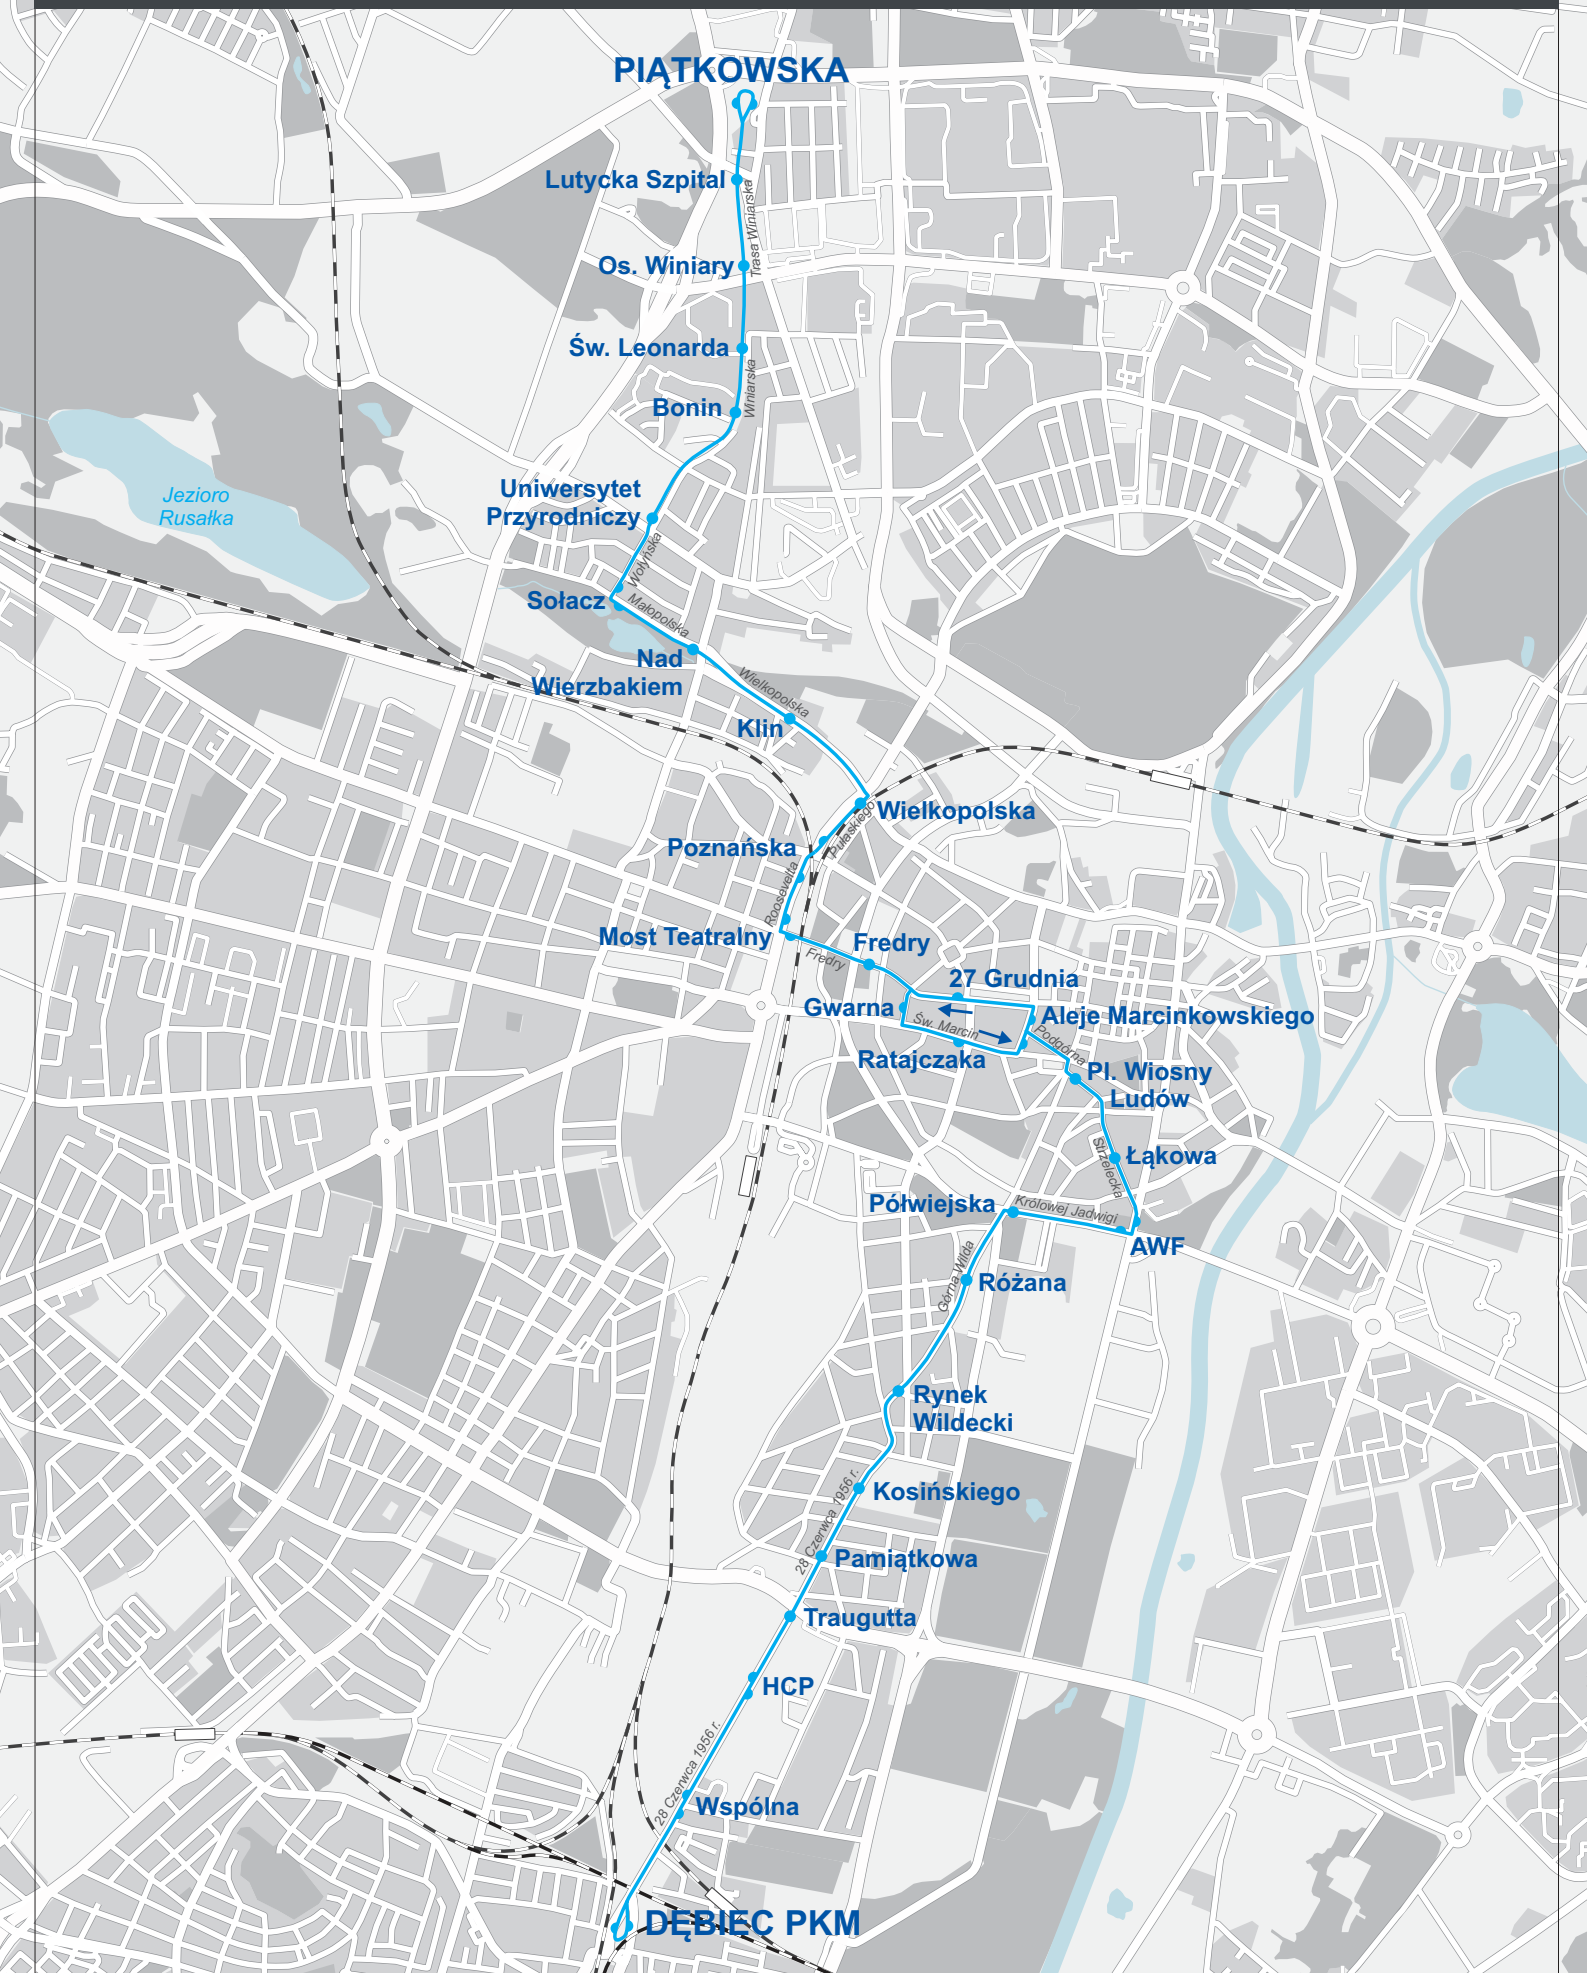 PIĄTKOWSKA
Lutycka Szpital
Trasa Winiarska
Os. Winiary
Św. Leonarda
Winiarska
Bonin
Jezioro
Rusałka
Uniwersytet
Przyrodniczy
Wołyńska
Sołacz
Małopolska
Nad
Wierzbakiem
Wielkopolska
Klin
Wielkopolska
Pułaskiego
Poznańska
Roosevelta
Most Teatralny
Fredry
Fredry
27 Grudnia
Gwarna
Św. Marcin
Aleje Marcinkowskiego
Podgórna
Ratajczaka
Pl. Wiosny
Ludów
Strzelecka
Łąkowa
Półwiejska
Królowej Jadwigi
AWF
Górna Wilda
Różana
Rynek
Wildecki
28 Czerwca 1956 r.
Kosińskiego
Pamiątkowa
Traugutta
HCP
28 Czerwca 1956 r.
Wspólna
DĘBIEC PKM